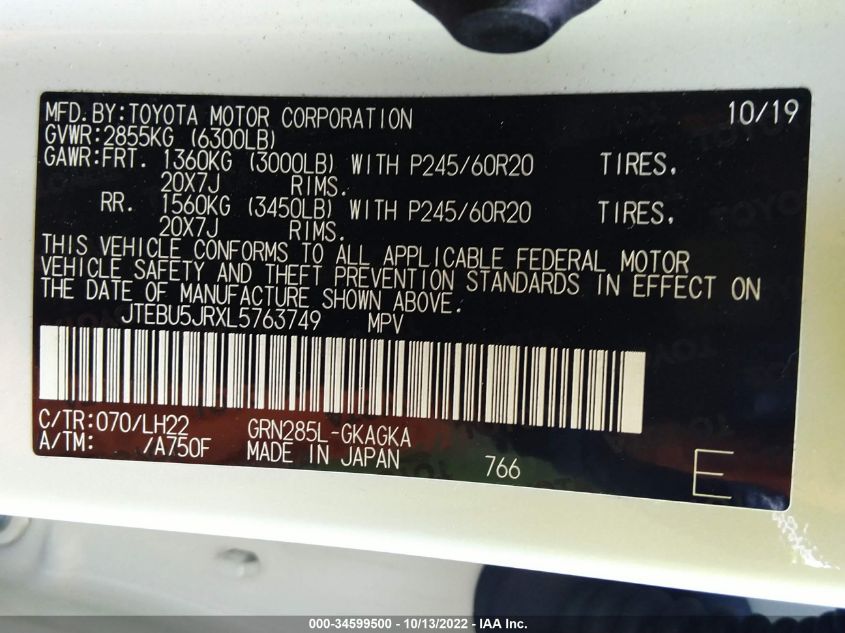 MFD.BY:TOYOTA MOTOR CORPORATION 10/19
GVWR:2855KG (6300LB)
GAWR:FRT. 1360KG (3000LB) WITH P245/60R20 TIRES.
20X7J RIMS.
RR. 1560KG (3450LB) WITH P245/60R20 TIRES.
20X7J RIMS.
THIS VEHICLE CONFORMS TO ALL APPLICABLE FEDERAL MOTOR
VEHICLE SAFETY AND THEFT PREVENTION STANDARDS IN EFFECT ON
THE DATE OF MANUFACTURE SHOWN ABOVE.
JTEBU5JRXL5763749 MPV
C/TR:070/LH22 GRN285L-GKAGKA
A/TM: /A750F MADE IN JAPAN 766 E
000-34599500 - 10/13/2022 - IAA Inc.